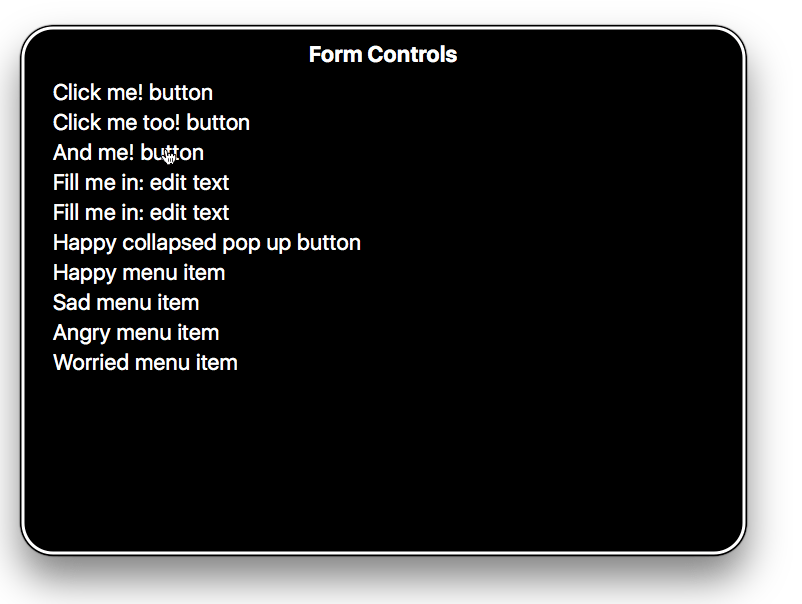 Form Controls
Click me! button
Click me too! button
And me! button
Fill me in: edit text
Fill me in: edit text
Happy collapsed pop up button
Happy menu item
Sad menu item
Angry menu item
Worried menu item